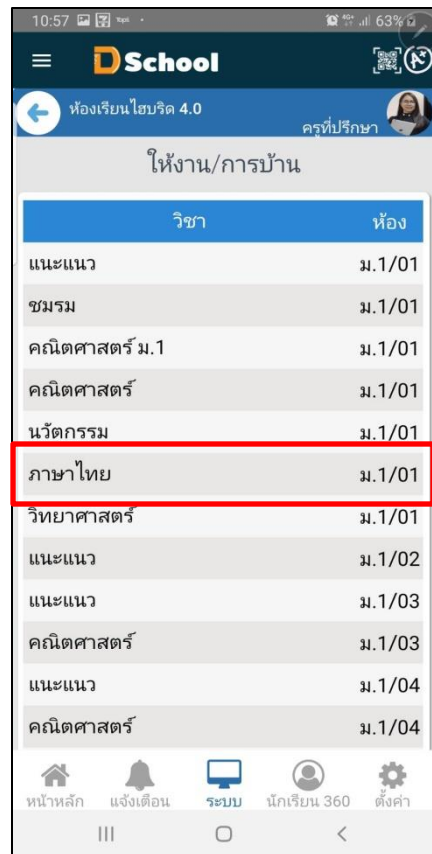 10:57
63%
DSchool
ห้องเรียนไฮบริด 4.0
ครูที่ปรึกษา
ให้งาน/การบ้าน
วิชา ห้อง
แนะแนว ม.1/01
ชมรม ม.1/01
คณิตศาสตร์ ม.1 ม.1/01
คณิตศาสตร์ ม.1/01
นวัตกรรม ม.1/01
ภาษาไทย ม.1/01
วิทยาศาสตร์ ม.1/01
แนะแนว ม.1/02
แนะแนว ม.1/03
คณิตศาสตร์ ม.1/03
แนะแนว ม.1/04
คณิตศาสตร์ ม.1/04
หน้าหลัก แจ้งเตือน ระบบ นักเรียน 360 ตั้งค่า